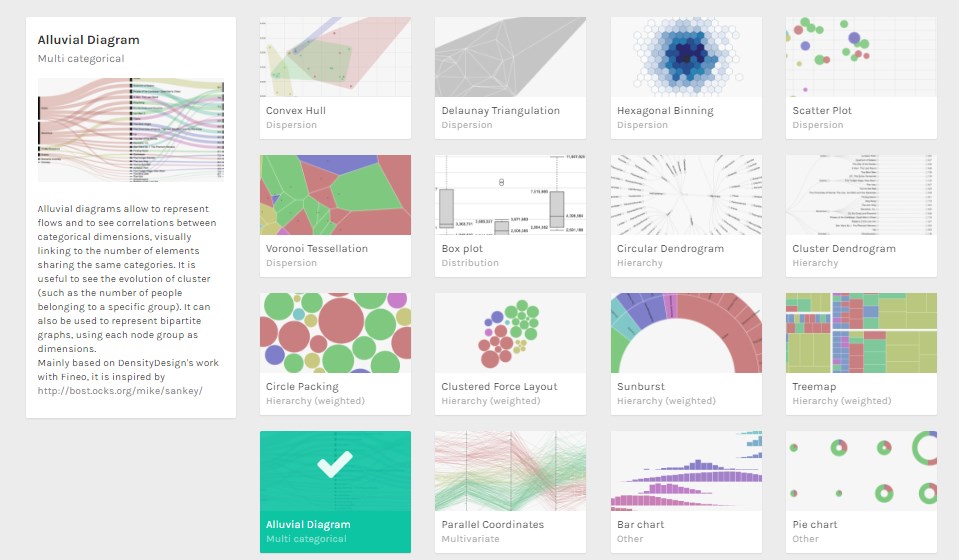 Alluvial Diagram
Multi categorical
Alluvial diagrams allow to represent
flows and to see correlations between
categorical dimensions, visually
linking to the number of elements
sharing the same categories. It is
useful to see the evolution of cluster
(such as the number of people
belonging to a specific group). It can
also be used to represent bipartite
graphs, using each node group as
dimensions.
Mainly based on DensityDesign's work
with Fineo, it is inspired by
http://bost.ocks.org/mike/sankey/
Convex Hull
Dispersion
Delaunay Triangulation
Dispersion
Hexagonal Binning
Dispersion
Scatter Plot
Dispersion
Voronoi Tessellation
Dispersion
Box plot
Distribution
Circular Dendrogram
Hierarchy
Cluster Dendrogram
Hierarchy
Circle Packing
Hierarchy (weighted)
Clustered Force Layout
Hierarchy (weighted)
Sunburst
Hierarchy (weighted)
Treemap
Hierarchy (weighted)
Alluvial Diagram
Multi categorical
Parallel Coordinates
Multivariate
Bar chart
Other
Pie chart
Other